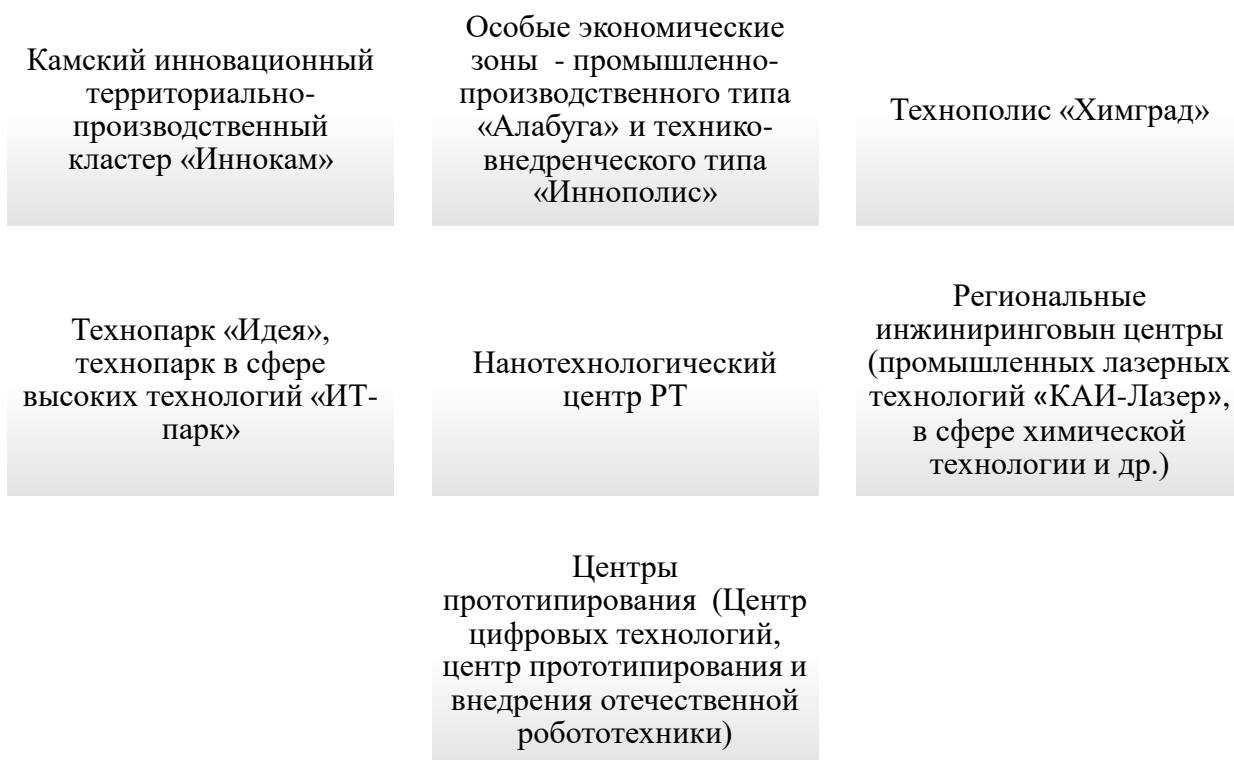 Камский инновационный
территориально-
производственный
кластер «Иннокам»
Особые экономические
зоны  - промышленно-
производственного типа
«Алабуга» и технико-
внедренческого типа
«Иннополис»
Технополис «Химград»
Технопарк «Идея»,
технопарк в сфере
высоких технологий «ИТ-
парк»
Нанотехнологический
центр РТ
Региональные
инжиниринговын центры
(промышленных лазерных
технологий «КАИ-Лазер»,
в сфере химической
технологии и др.)
Центры
прототипирования  (Центр
цифровых технологий,
центр прототипирования и
внедрения отечественной
робототехники)